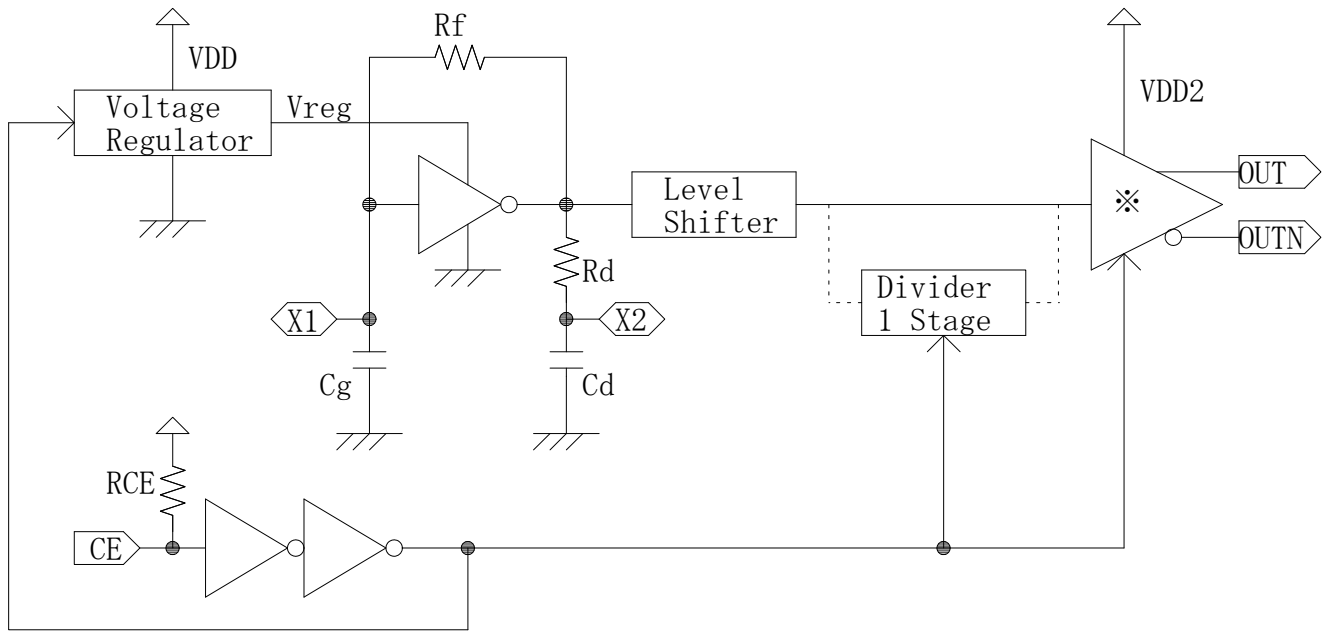 Rf
VDD
VDD2
Voltage
Regulator
Vreg
Level
Shifter
※
OUT
OUTN
Rd
Divider
1 Stage
X1
X2
Cg
Cd
RCE
CE